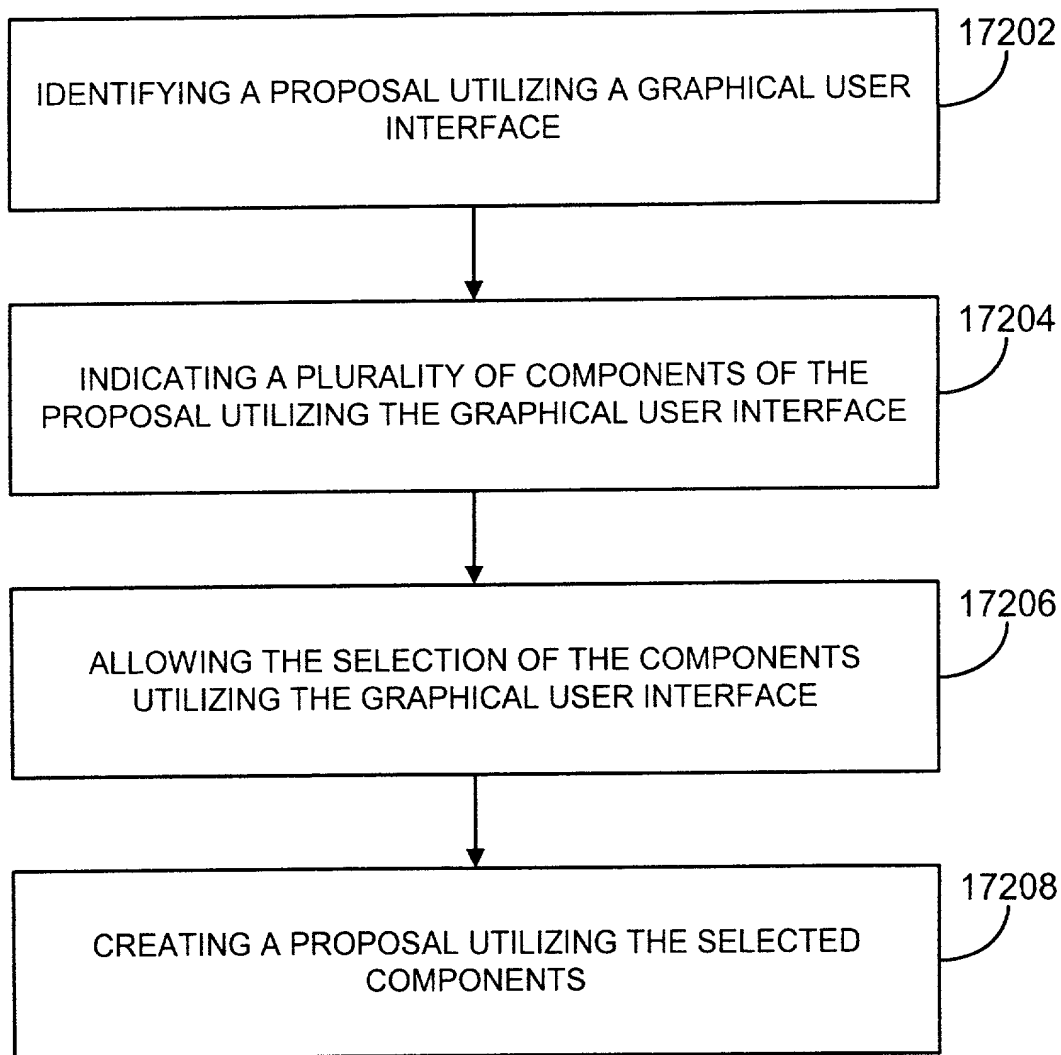 17202
IDENTIFYING A PROPOSAL UTILIZING A GRAPHICAL USER
INTERFACE
17204
INDICATING A PLURALITY OF COMPONENTS OF THE
PROPOSAL UTILIZING THE GRAPHICAL USER INTERFACE
17206
ALLOWING THE SELECTION OF THE COMPONENTS
UTILIZING THE GRAPHICAL USER INTERFACE
17208
CREATING A PROPOSAL UTILIZING THE SELECTED
COMPONENTS